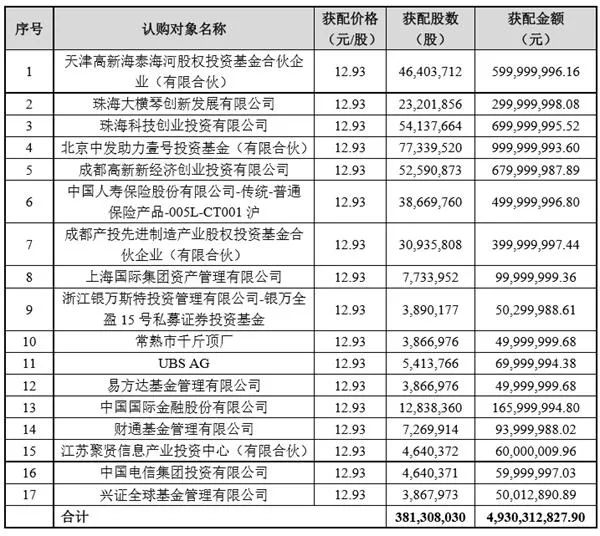 序号 认购对象名称 获配价格 获配股数 获配金额
（元/股） （股） （元）
1 天津高新海泰海河股权投资基金合伙企 12.93 46,403,712 599,999,996.16
业（有限合伙）
2 珠海大横琴创新发展有限公司 12.93 23,201,856 299,999,998.08
3 珠海科技创业投资有限公司 12.93 54,137,664 699,999,995.52
4 北京中发助力壹号投资基金（有限合伙） 12.93 77,339,520 999,999,993.60
5 成都高新新经济创业投资有限公司 12.93 52,590,873 679,999,987.89
6 中国人寿保险股份有限公司-传统-普通 12.93 38,669,760 499,999,996.80
保险产品-005L-CT001 沪
7 成都产投先进制造产业股权投资基金合 12.93 30,935,808 399,999,997.44
伙企业（有限合伙）
8 上海国际集团资产管理有限公司 12.93 7,733,952 99,999,999.36
9 浙江银万斯特投资管理有限公司-银万全 12.93 3,890,177 50,299,988.61
盈 15 号私募证券投资基金
10 常熟市千斤顶厂 12.93 3,866,976 49,999,999.68
11 UBS AG 12.93 5,413,766 69,999,994.38
12 易方达基金管理有限公司 12.93 3,866,976 49,999,999.68
13 中国国际金融股份有限公司 12.93 12,838,360 165,999,994.80
14 财通基金管理有限公司 12.93 7,269,914 93,999,988.02
15 江苏聚贤信息产业投资中心（有限合伙） 12.93 4,640,372 60,000,009.96
16 中国电信集团投资有限公司 12.93 4,640,371 59,999,997.03
17 兴证全球基金管理有限公司 12.93 3,867,973 50,012,890.89
合计 381,308,030 4,930,312,827.90